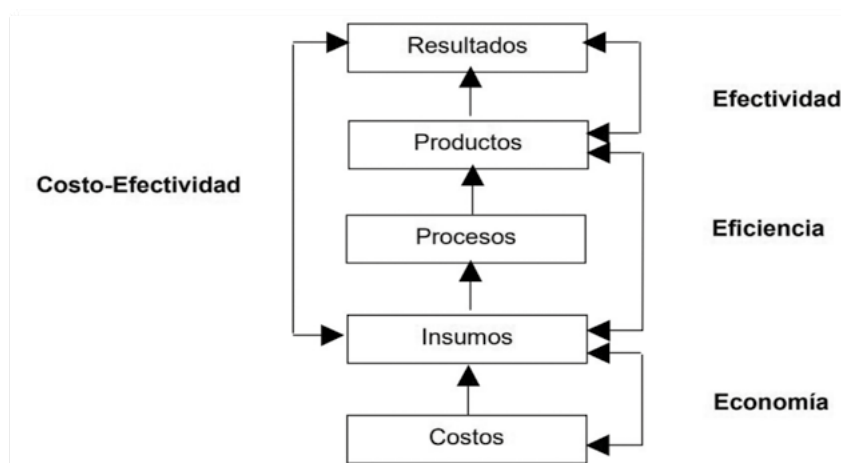 Resultados
Efectividad
Productos
Costo-Efectividad
Procesos
Eficiencia
Insumos
Economía
Costos